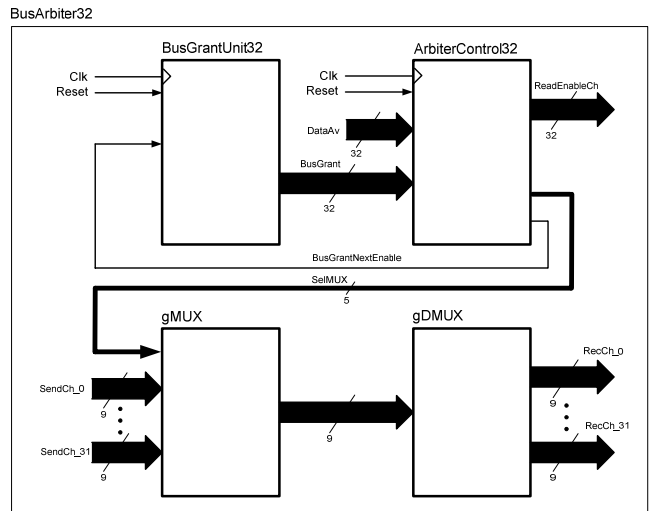 BusArbiter32
BusGrantUnit32
ArbiterControl32
Clk
Reset
Clk
Reset
ReadEnableCh
32
DataAv
32
BusGrant
32
BusGrantNextEnable
SelMUX
5
gMUX
gDMUX
SendCh_0
9
SendCh_31
9
9
RecCh_0
9
RecCh_31
9